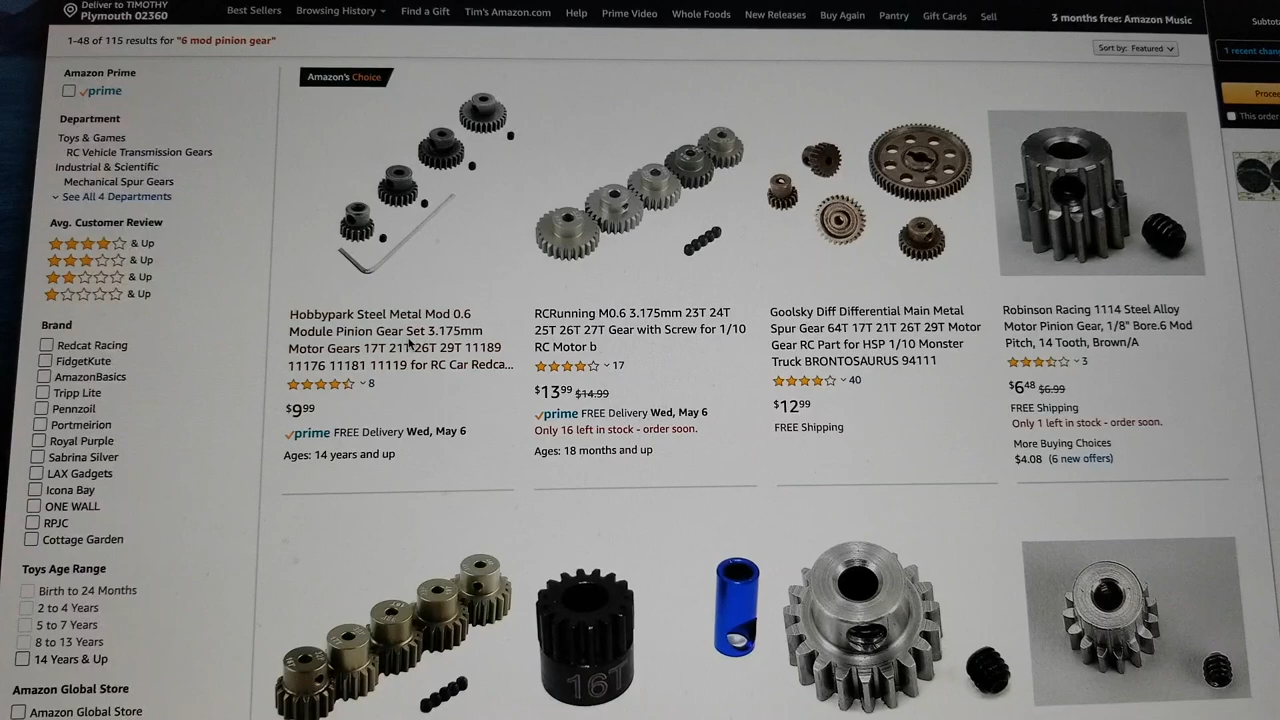 Deliver to TIMOTHY
Plymouth 02360
Best Sellers Browsing History Find a Gift Tim's Amazon.com Help Prime Video Whole Foods New Releases Buy Again Pantry Gift Cards Sell
3 months free: Amazon Music
1-48 of 115 results for "6 mod pinion gear"
Sort by: Featured
1 recent
This order
Amazon Prime
prime
Department
Toys & Games
RC Vehicle Transmission Gears
Industrial & Scientific
Mechanical Spur Gears
See All 4 Departments
Avg. Customer Review
& Up
& Up
& Up
& Up
Brand
Redcat Racing
FidgetKute
AmazonBasics
Tripp Lite
Pennzoil
Portmeirion
Royal Purple
Sabrina Silver
LAX Gadgets
Icona Bay
ONE WALL
RPJC
Cottage Garden
Toys Age Range
Birth to 24 Months
2 to 4 Years
5 to 7 Years
8 to 13 Years
14 Years & Up
Amazon Global Store
Amazon Global Store
Amazon's Choice
Hobbypark Steel Metal Mod 0.6
Module Pinion Gear Set 3.175mm
Motor Gears 17T 21T 26T 29T 11189
11176 11181 11119 for RC Car Redca...
8
$9.99
prime FREE Delivery Wed, May 6
Ages: 14 years and up
RCRunning M0.6 3.175mm 23T 24T
25T 26T 27T Gear with Screw for 1/10
RC Motor b
17
$13.99 $14.99
prime FREE Delivery Wed, May 6
Only 16 left in stock - order soon.
Ages: 18 months and up
Goolsky Diff Differential Main Metal
Spur Gear 64T 17T 21T 26T 29T Motor
Gear RC Part for HSP 1/10 Monster
Truck BRONTOSAURUS 94111
40
$12.99
FREE Shipping
Robinson Racing 1114 Steel Alloy
Motor Pinion Gear, 1/8" Bore.6 Mod
Pitch, 14 Tooth, Brown/A
3
$6.48 $6.99
FREE Shipping
Only 1 left in stock - order soon.
More Buying Choices
$4.08 (6 new offers)
16T